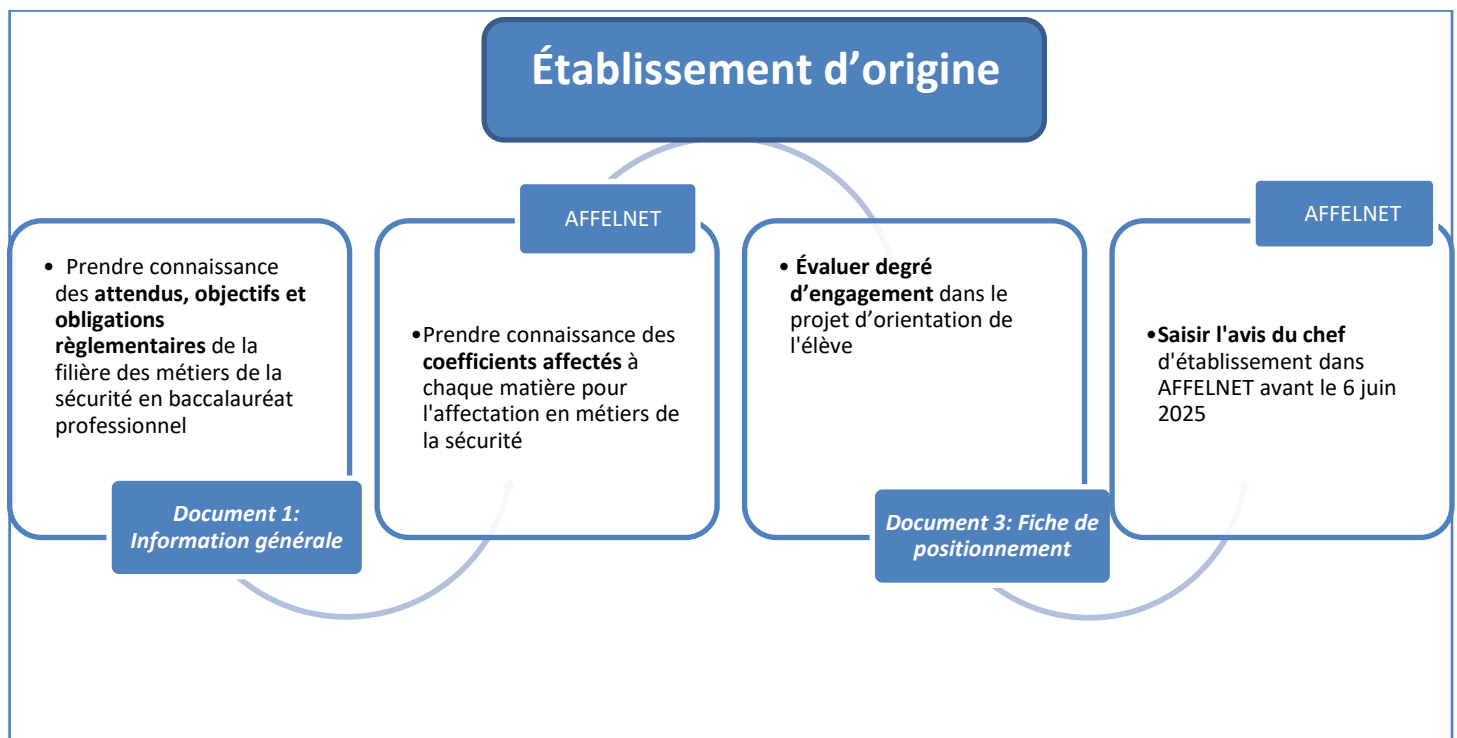 Établissement d’origine
• Prendre connaissance
des attendus, objectifs et
obligations
règlementaires de la
filière des métiers de la
sécurité en baccalauréat
professionnel
Document 1:
Information générale
AFFELNET
•Prendre connaissance des
coefficients affectés à
chaque matière pour
l'affectation en métiers de
la sécurité
• Évaluer degré
d’engagement dans le
projet d’orientation de
l'élève
Document 3: Fiche de
positionnement
AFFELNET
•Saisir l'avis du chef
d'établissement dans
AFFELNET avant le 6 juin
2025